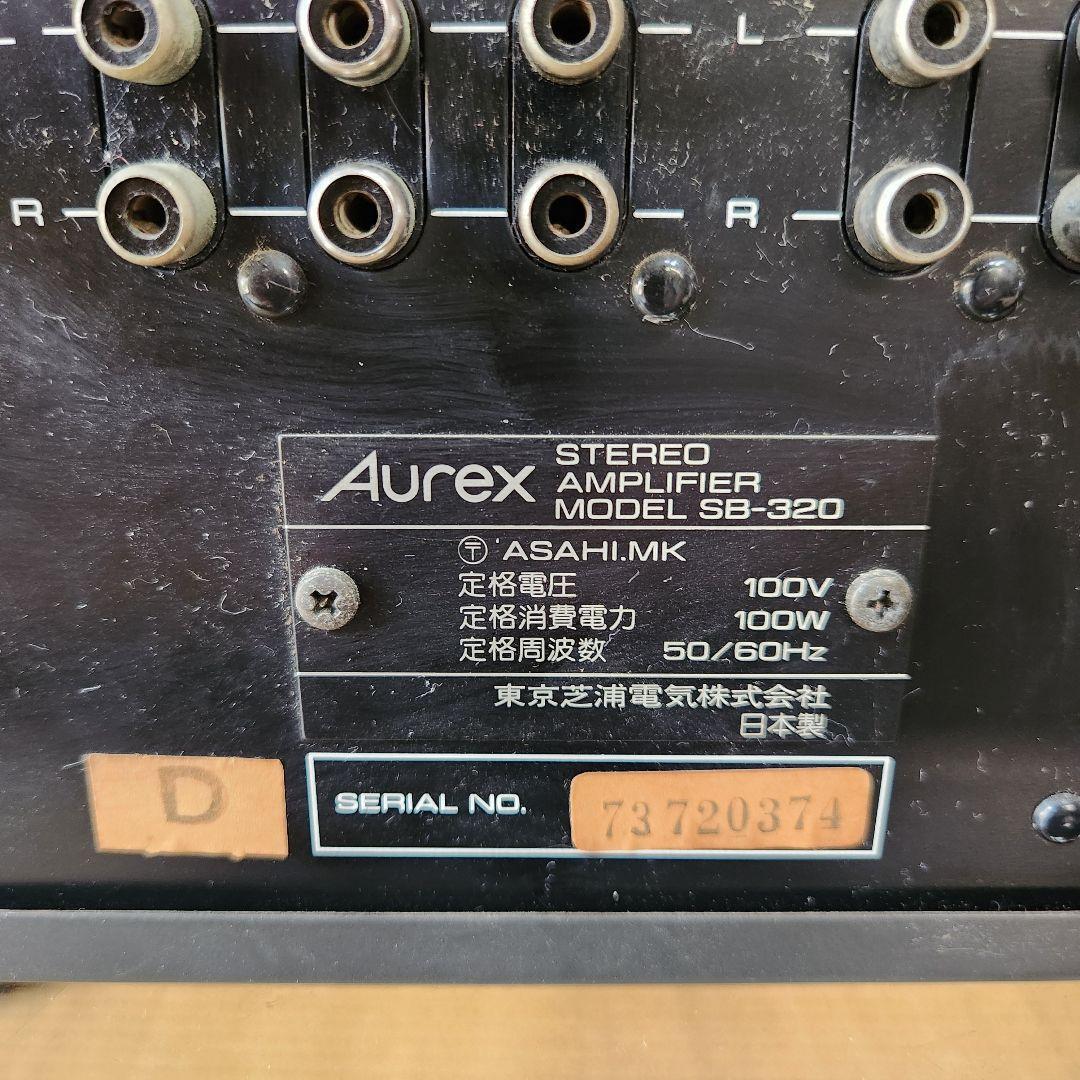 L
R
R
Aurex
STEREO
AMPLIFIER
MODEL SB-320
〶 ASAHI.MK
定格電圧 100V
定格消費電力 100W
定格周波数 50/60Hz
東京芝浦電気株式会社
日本製
D
SERIAL NO. 73720374